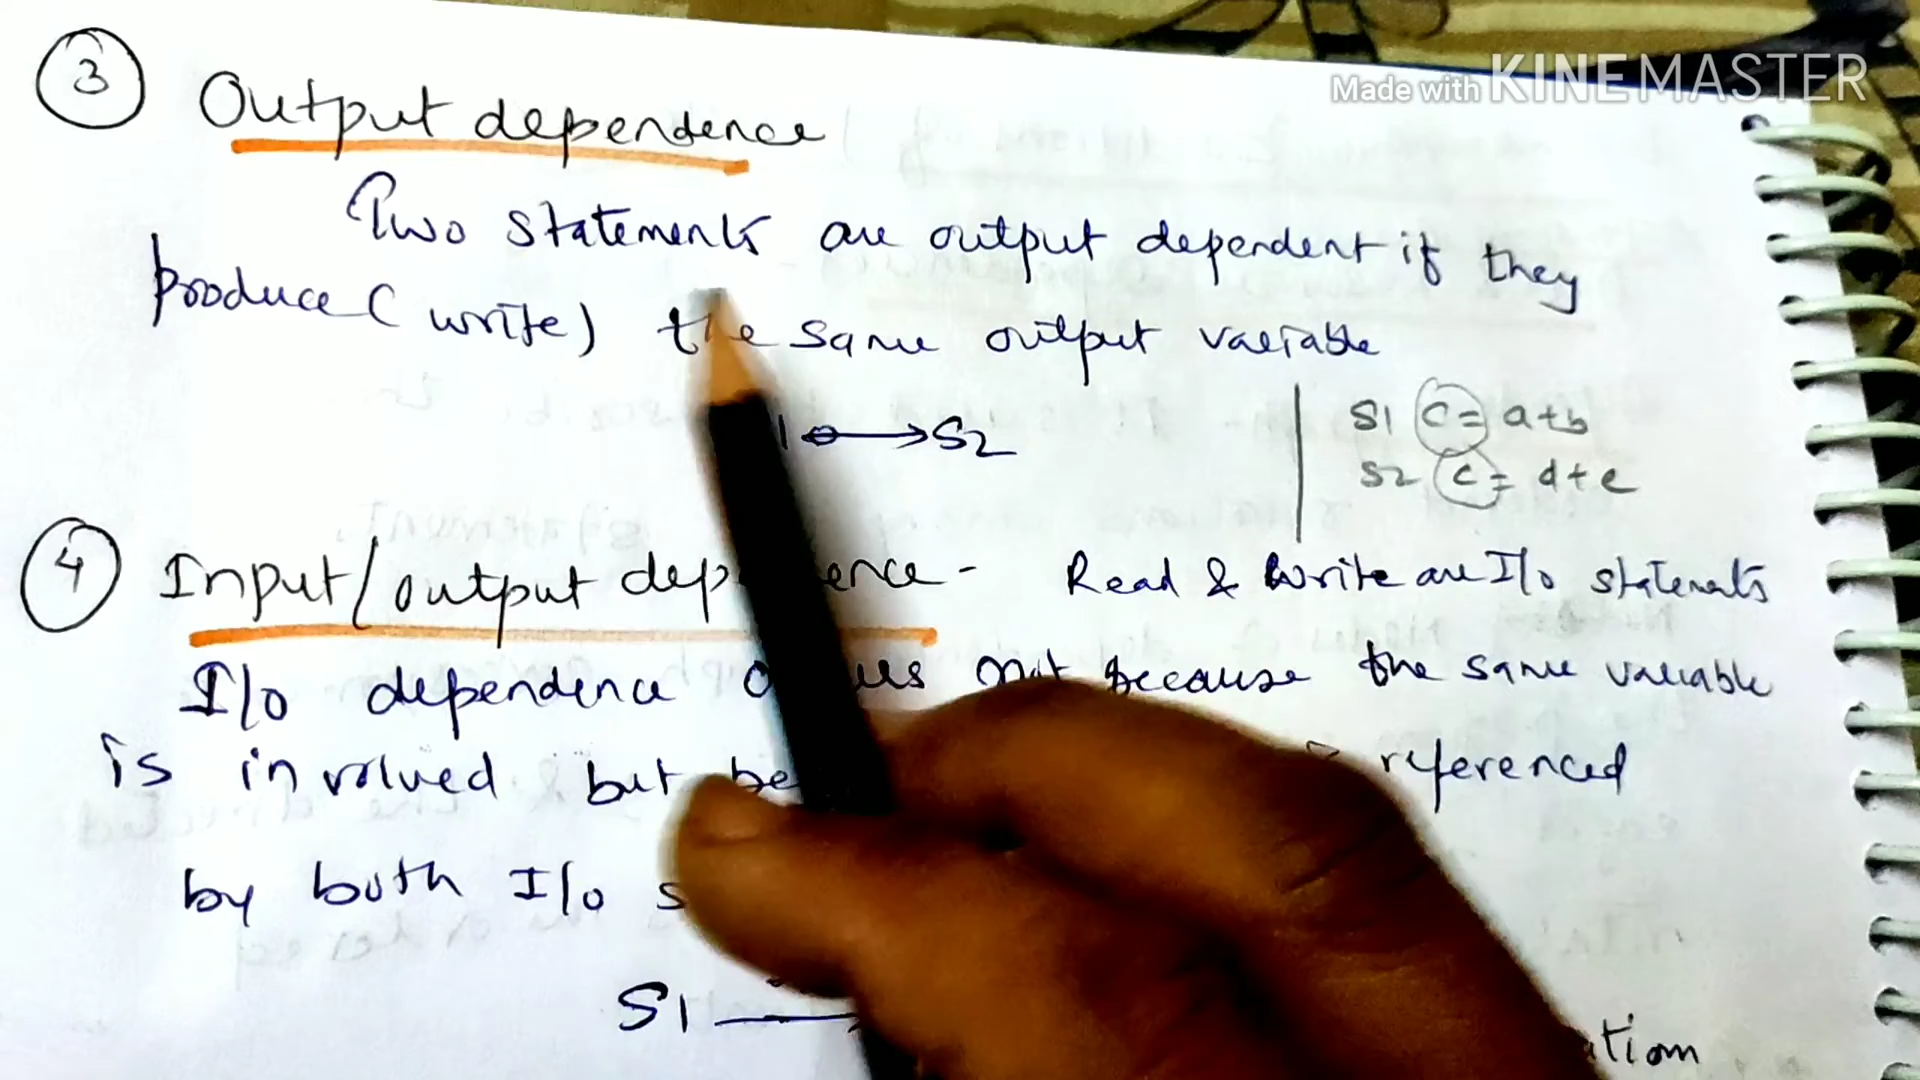 Made with KINEMASTER
3 Output dependence
Two statements are output dependent if they
produce (write) the same output variable
1 → S2
S1 C = a+b
S2 C = d+e
4 Input/output dep ence - Read & Write are I/o statements
I/o dependence not because the same variable
is involved but referenced
by both I/o
S1